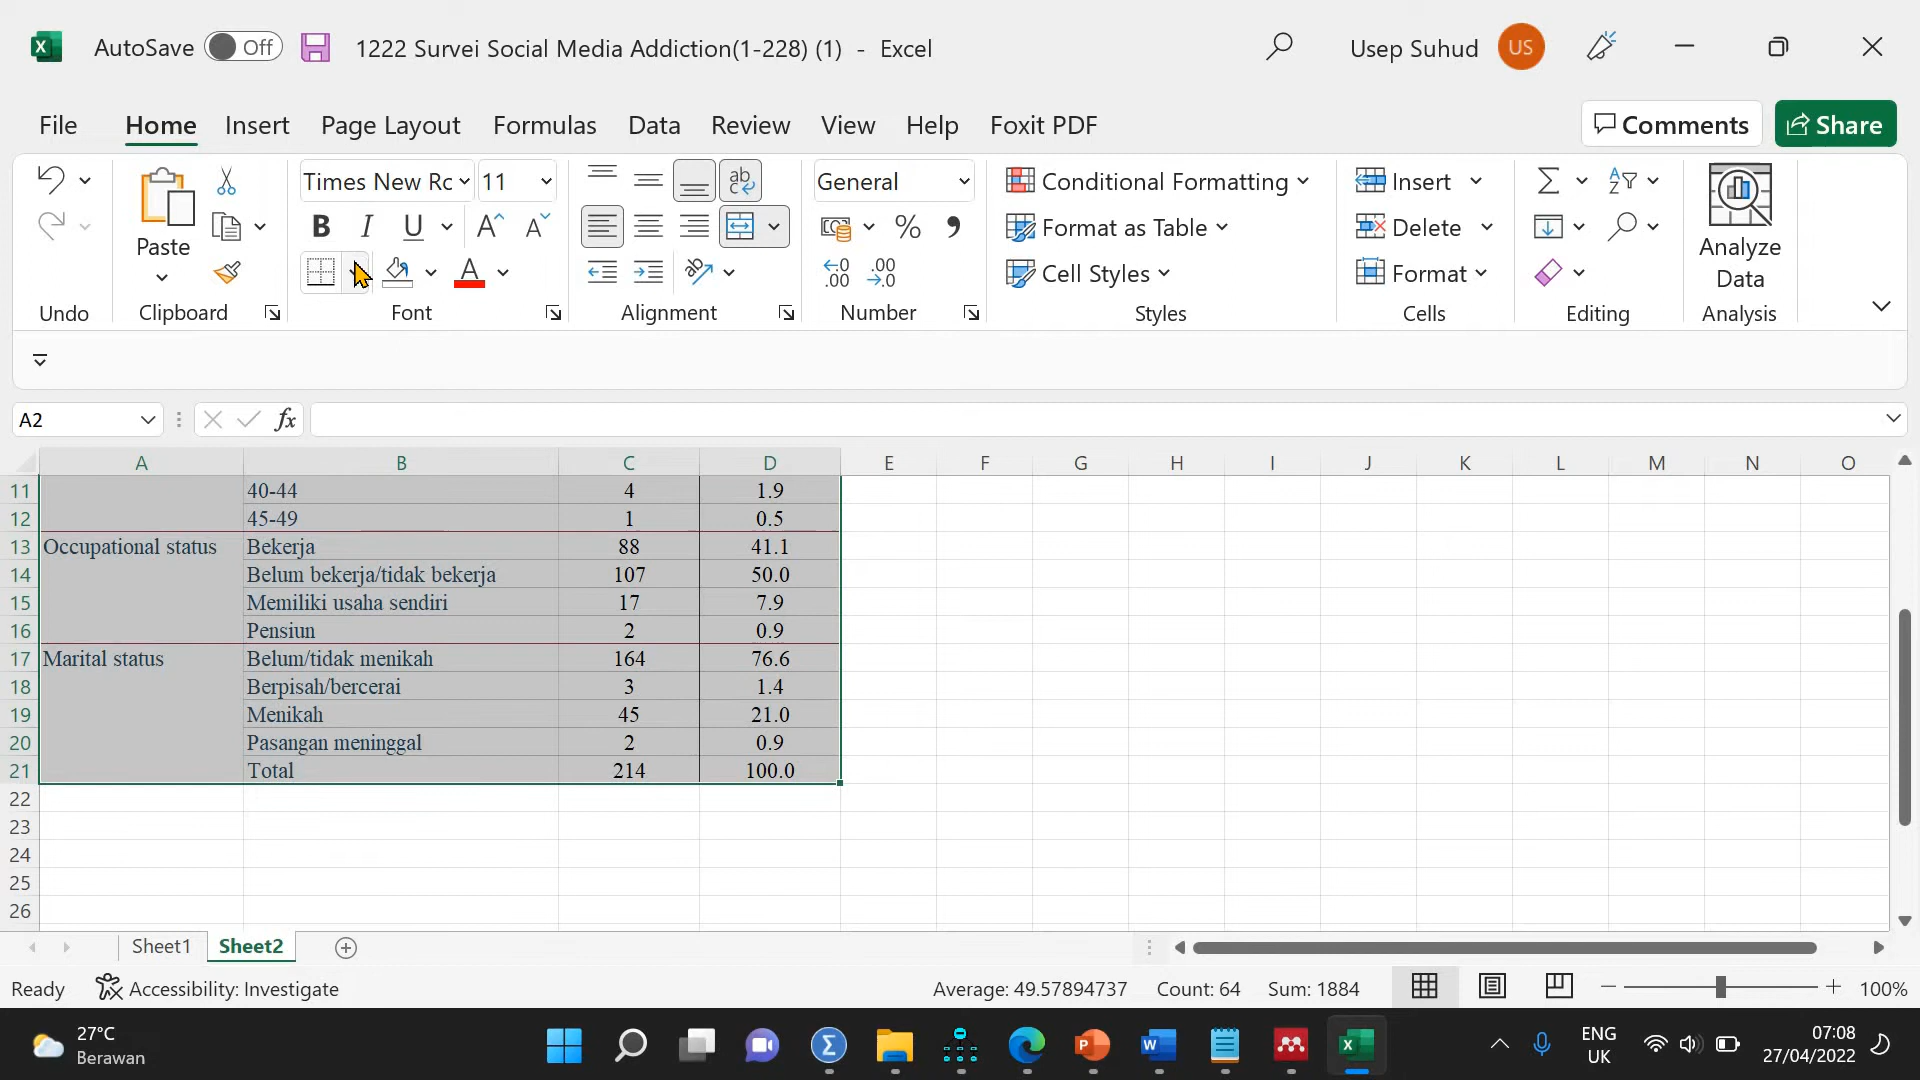 AutoSave Off 1222 Survei Social Media Addiction(1-228) (1) - Excel Usep Suhud US
File Home Insert Page Layout Formulas Data Review View Help Foxit PDF Comments Share
Paste
Undo Clipboard
Times New Rc 11
B I U A A
A
Font
ab
Alignment
General
% 9
Number
Conditional Formatting
Format as Table
Cell Styles
Styles
Insert
Delete
Format
Cells
Editing
Analyze
Data
Analysis
A2 fx
A B C D E F G H I J K L M N O
11 40-44 4 1.9
12 45-49 1 0.5
13 Occupational status Bekerja 88 41.1
14 Belum bekerja/tidak bekerja 107 50.0
15 Memiliki usaha sendiri 17 7.9
16 Pensiun 2 0.9
17 Marital status Belum/tidak menikah 164 76.6
18 Berpisah/bercerai 3 1.4
19 Menikah 45 21.0
20 Pasangan meninggal 2 0.9
21 Total 214 100.0
22
23
24
25
26
Sheet1 Sheet2
Ready Accessibility: Investigate Average: 49.57894737 Count: 64 Sum: 1884 100%
27°C
Berawan
ENG
UK
07:08
27/04/2022